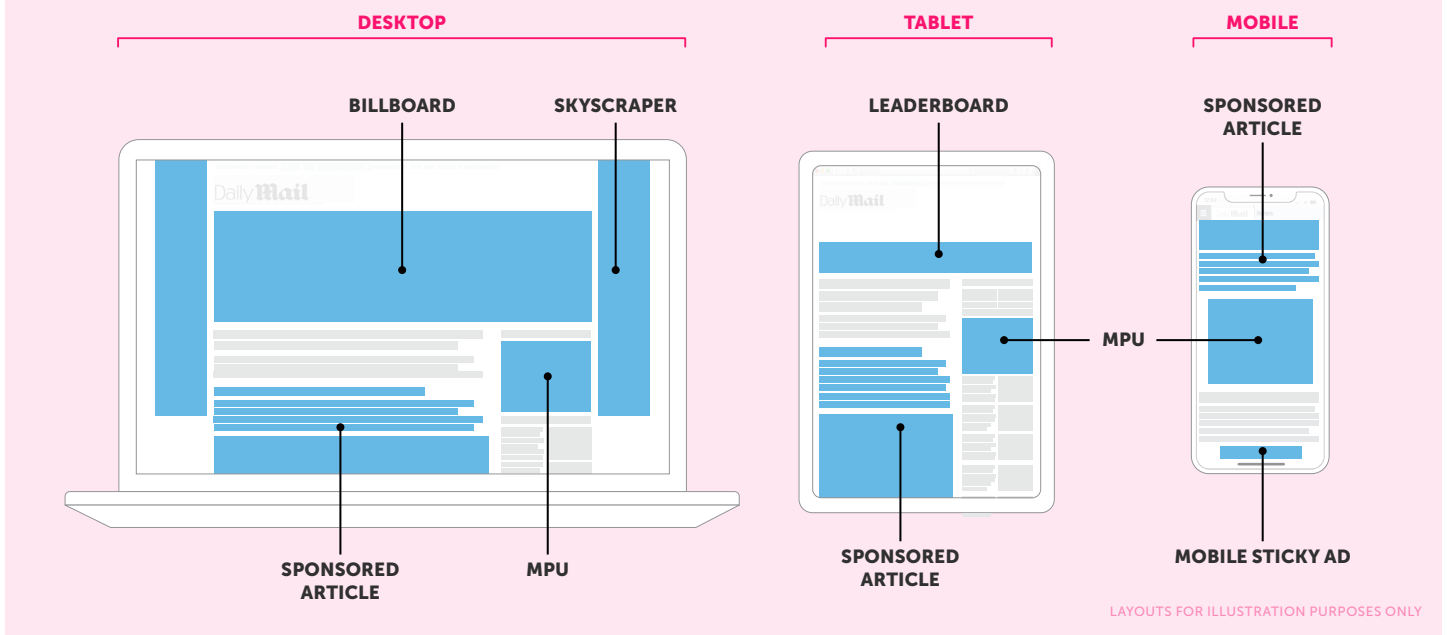 DESKTOP
TABLET
MOBILE
BILLBOARD
SKYSCRAPER
LEADERBOARD
SPONSORED
ARTICLE
Daily Mail
Daily Mail
MPU
SPONSORED
ARTICLE
MPU
SPONSORED
ARTICLE
MOBILE STICKY AD
LAYOUTS FOR ILLUSTRATION PURPOSES ONLY